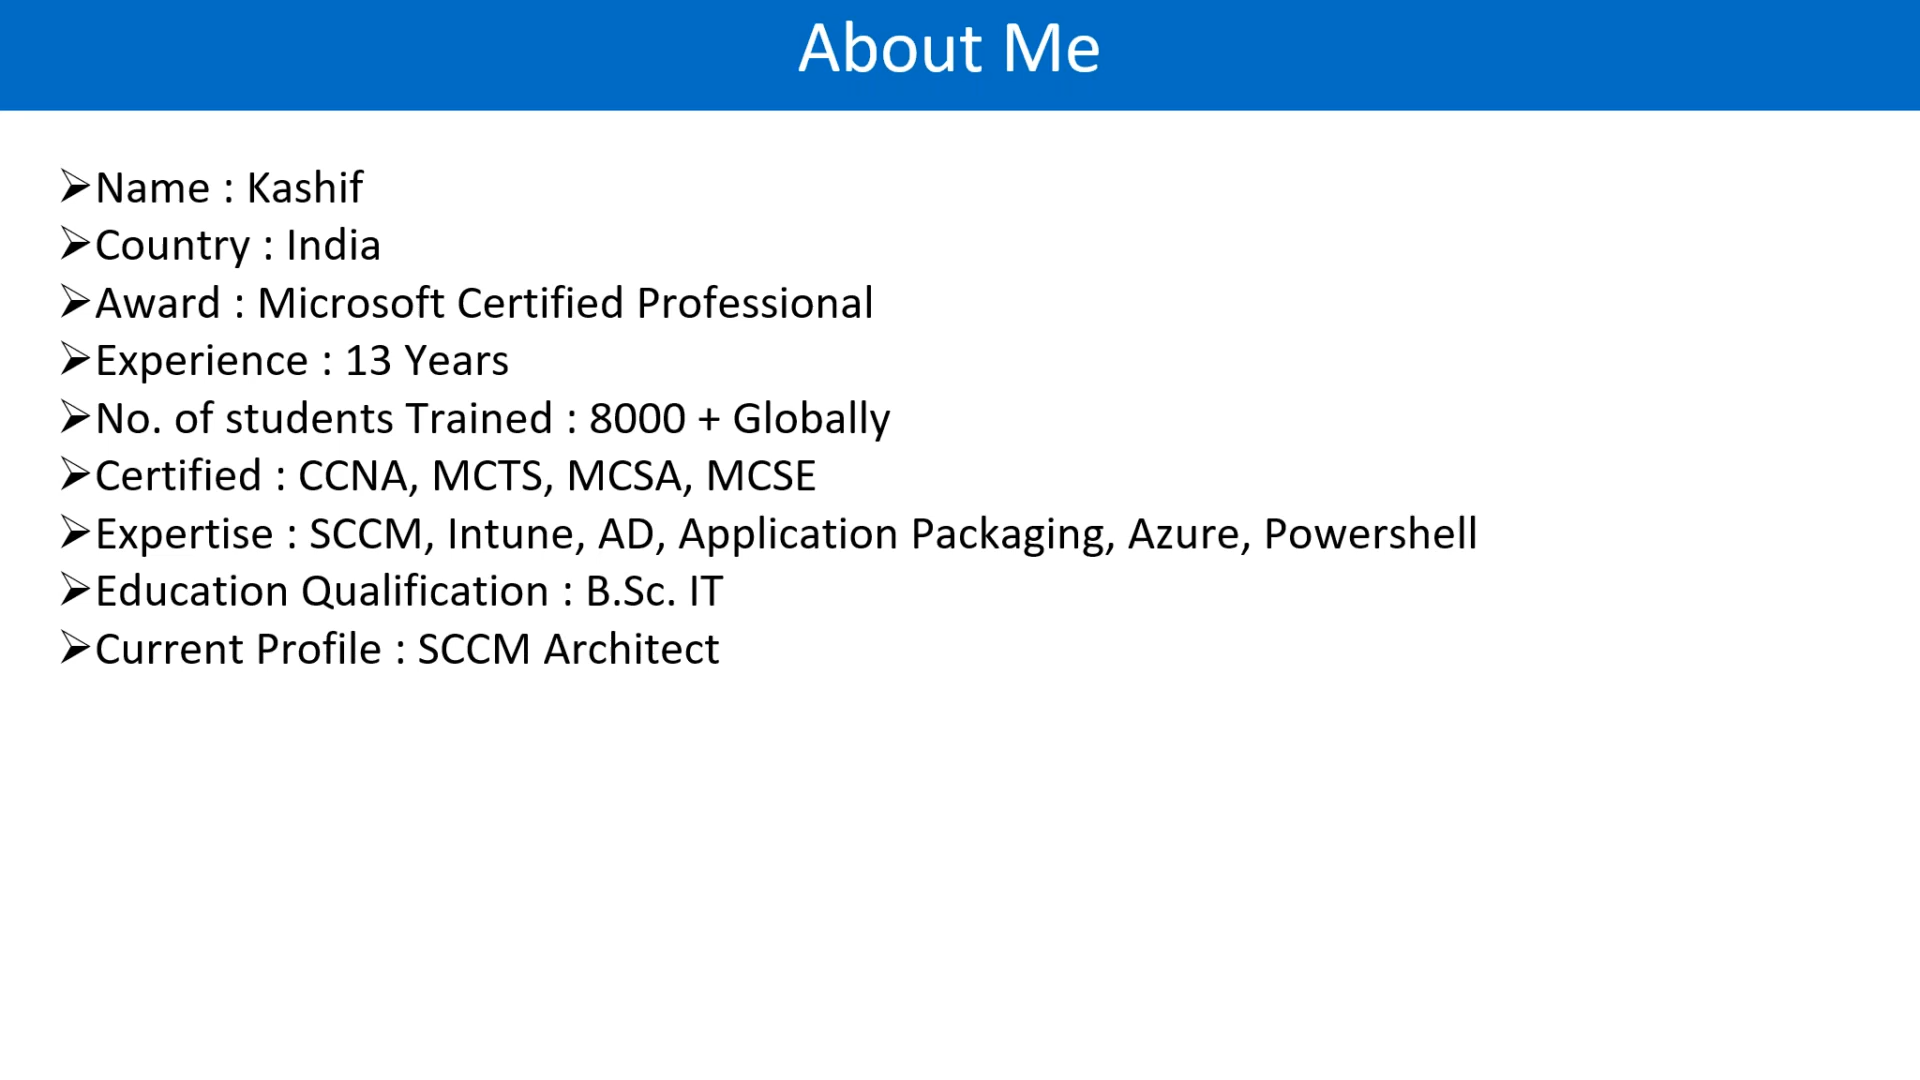 About Me
➢Name : Kashif
➢Country : India
➢Award : Microsoft Certified Professional
➢Experience : 13 Years
➢No. of students Trained : 8000 + Globally
➢Certified : CCNA, MCTS, MCSA, MCSE
➢Expertise : SCCM, Intune, AD, Application Packaging, Azure, Powershell
➢Education Qualification : B.Sc. IT
➢Current Profile : SCCM Architect